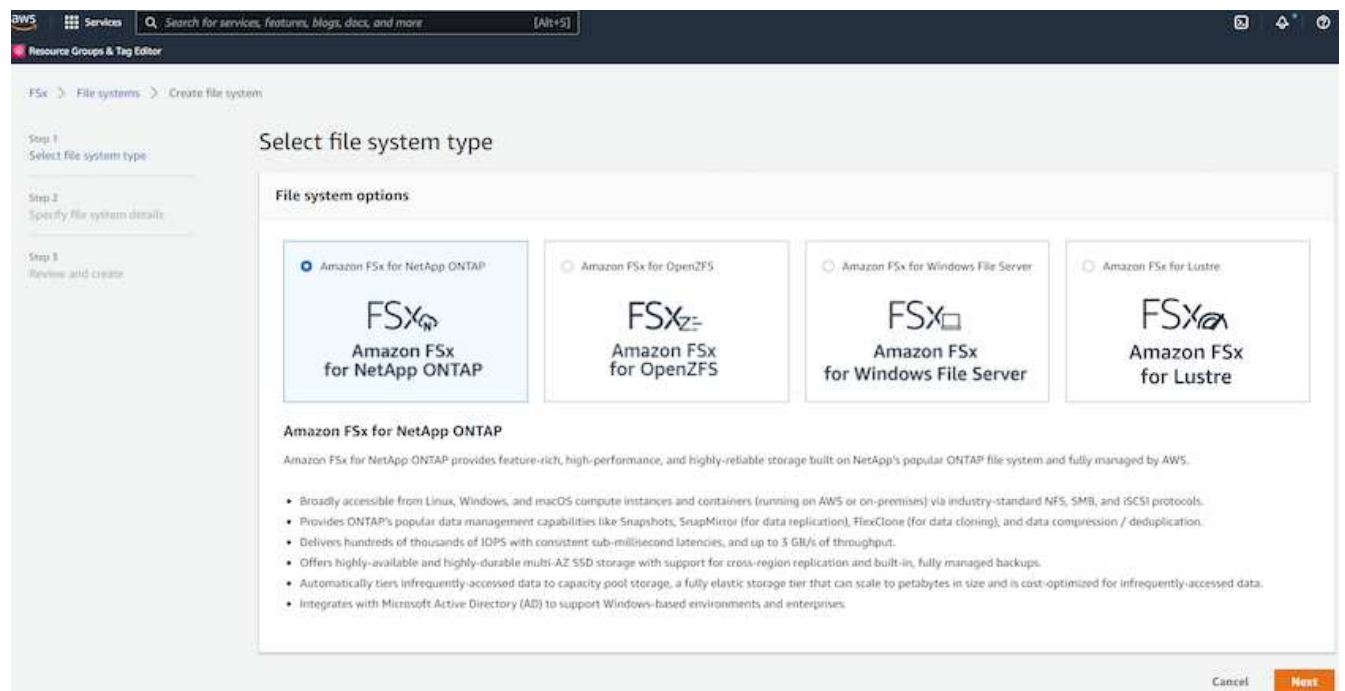 aws
Services
Search for services, features, blogs, docs, and more
[Alt+S]
Resource Groups & Tag Editor
FSx > File systems > Create file system
Step 1
Select file system type
Step 2
Specify file system details
Step 3
Review and create
Select file system type
File system options
Amazon FSx for NetApp ONTAP
FSx N
Amazon FSx
for NetApp ONTAP
Amazon FSx for OpenZFS
FSx Z
Amazon FSx
for OpenZFS
Amazon FSx for Windows File Server
FSx
Amazon FSx
for Windows File Server
Amazon FSx for Lustre
FSx
Amazon FSx
for Lustre
Amazon FSx for NetApp ONTAP
Amazon FSx for NetApp ONTAP provides feature-rich, high-performance, and highly-reliable storage built on NetApp's popular ONTAP file system and fully managed by AWS.
• Broadly accessible from Linux, Windows, and macOS compute instances and containers (running on AWS or on-premises) via industry-standard NFS, SMB, and iSCSI protocols.
• Provides ONTAP's popular data management capabilities like Snapshots, SnapMirror (for data replication), FlexClone (for data cloning), and data compression / deduplication.
• Delivers hundreds of thousands of IOPS with consistent sub-millisecond latencies, and up to 3 GB/s of throughput.
• Offers highly-available and highly-durable multi-AZ SSD storage with support for cross-region replication and built-in, fully managed backups.
• Automatically tiers infrequently-accessed data to capacity pool storage, a fully elastic storage tier that can scale to petabytes in size and is cost-optimized for infrequently-accessed data.
• Integrates with Microsoft Active Directory (AD) to support Windows-based environments and enterprises.
Cancel
Next